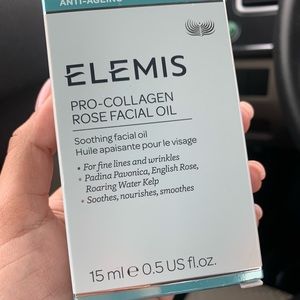 ANTI-AGEING
ELEMIS
PRO-COLLAGEN
ROSE FACIAL OIL
Soothing facial oil
Huile apaisante pour le visage
• For fine lines and wrinkles
• Padina Pavonica, English Rose,
Roaring Water Kelp
• Soothes, nourishes, smoothes
15 ml e 0.5 US fl.oz.